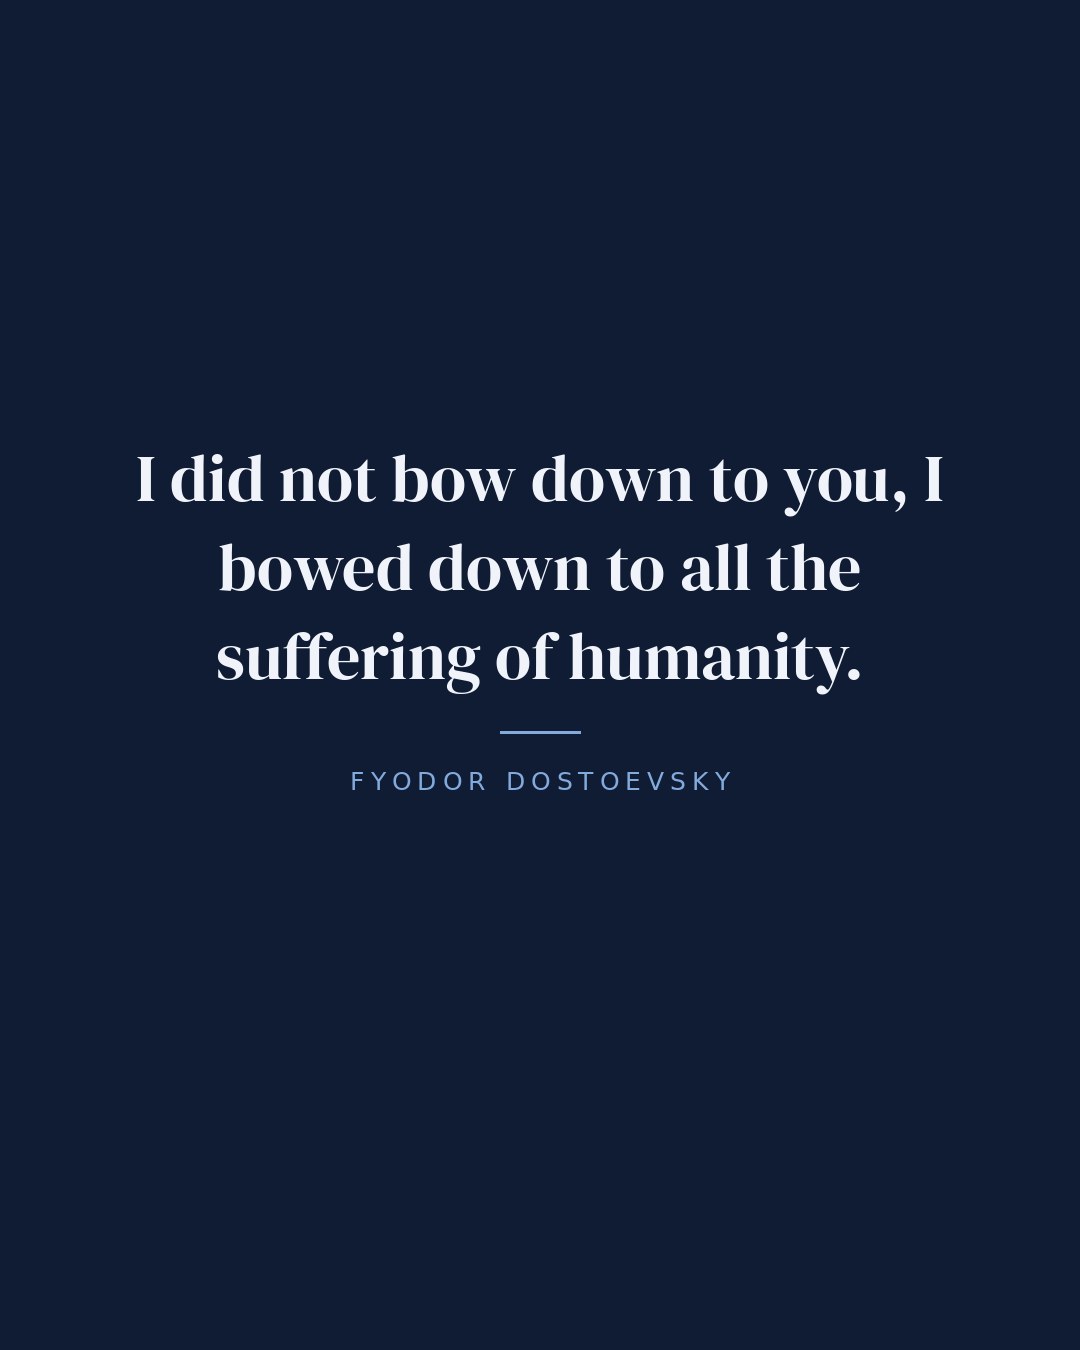 I did not bow down to you, I
bowed down to all the
suffering of humanity.
FYODOR DOSTOEVSKY